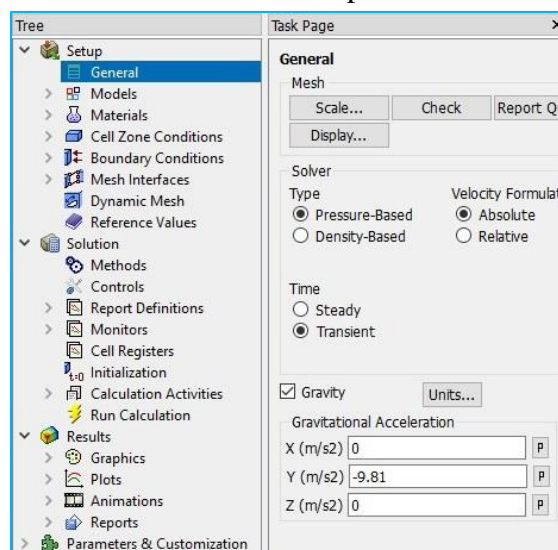 Tree
Setup
General
Models
Materials
Cell Zone Conditions
Boundary Conditions
Mesh Interfaces
Dynamic Mesh
Reference Values
Solution
Methods
Controls
Report Definitions
Monitors
Cell Registers
t=0 Initialization
Calculation Activities
Run Calculation
Results
Graphics
Plots
Animations
Reports
Parameters & Customization
Task Page
General
Mesh
Scale... Check Report Q
Display...
Solver
Type Velocity Formulat
Pressure-Based Absolute
Density-Based Relative
Time
Steady
Transient
Gravity Units...
Gravitational Acceleration
X (m/s2) 0 P
Y (m/s2) -9.81 P
Z (m/s2) 0 P